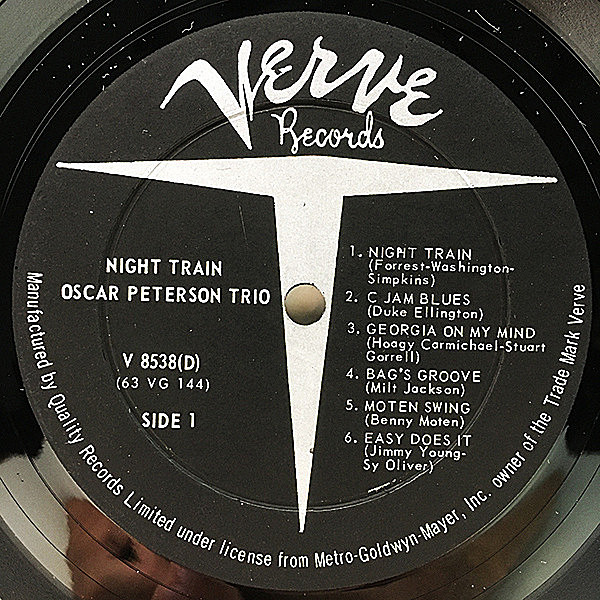 Verve
Records
NIGHT TRAIN
OSCAR PETERSON TRIO
V 8538(D)
(63 VG 144)
SIDE 1
1. NIGHT TRAIN
(Forrest-Washington-
Simpkins)
2. C JAM BLUES
(Duke Ellington)
3. GEORGIA ON MY MIND
(Hoagy Carmichael-Stuart
Gorrell)
4. BAG'S GROOVE
(Milt Jackson)
5. MOTEN SWING
(Benny Moten)
6. EASY DOES IT
(Jimmy Young-
Sy Oliver)
Manufactured by Quality Records Limited under license from Metro-Goldwyn-Mayer, Inc. owner of the Trade Mark Verve